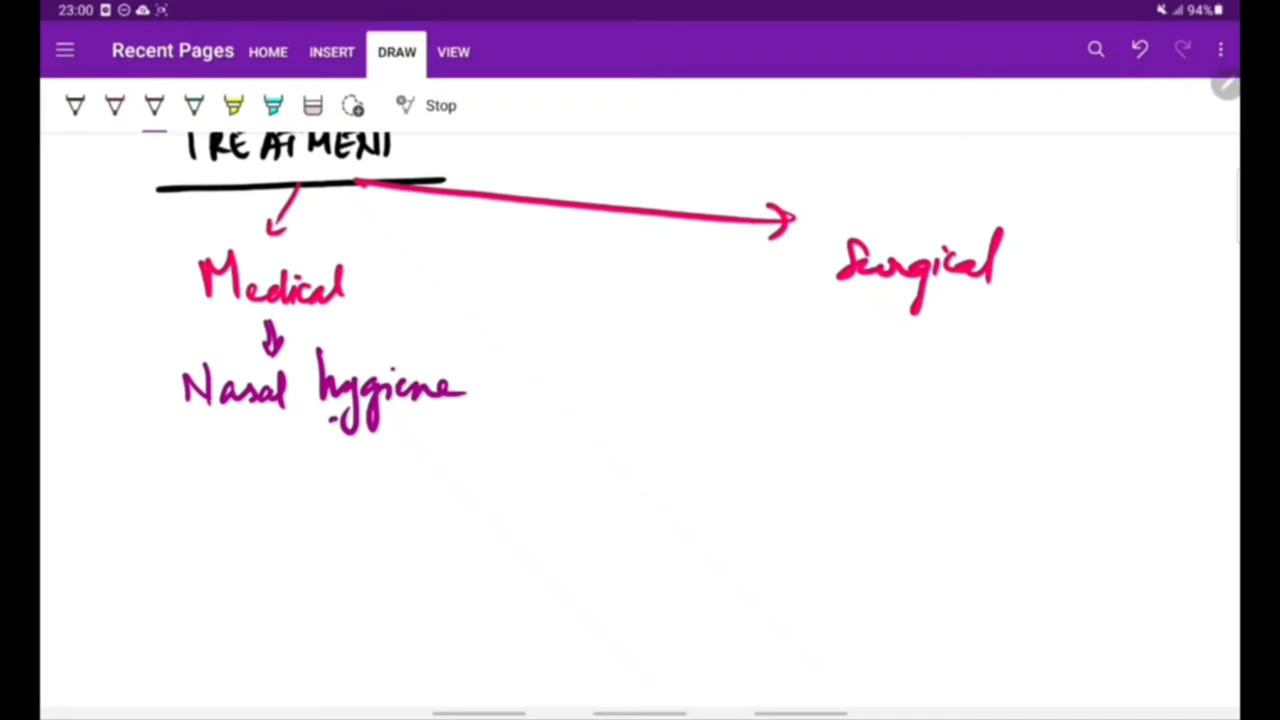 23:00 94%
Recent Pages HOME INSERT DRAW VIEW
Stop
TREATMENT
Medical Surgical
Nasal hygiene